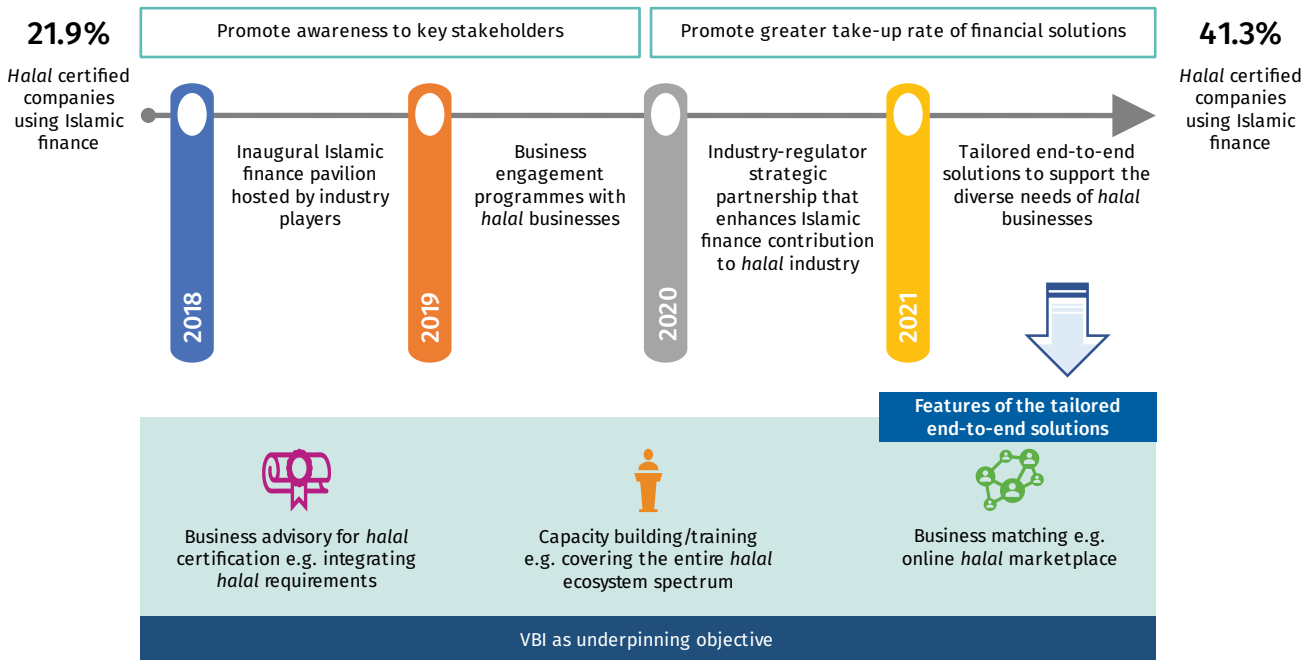 21.9%
Halal certified
companies
using Islamic
finance
Promote awareness to key stakeholders
Promote greater take-up rate of financial solutions
41.3%
Halal certified
companies
using Islamic
finance
2018
Inaugural Islamic
finance pavilion
hosted by industry
players
2019
Business
engagement
programmes with
halal businesses
2020
Industry-regulator
strategic
partnership that
enhances Islamic
finance contribution
to halal industry
2021
Tailored end-to-end
solutions to support the
diverse needs of halal
businesses
Features of the tailored
end-to-end solutions
Business advisory for halal
certification e.g. integrating
halal requirements
Capacity building/training
e.g. covering the entire halal
ecosystem spectrum
Business matching e.g.
online halal marketplace
VBI as underpinning objective